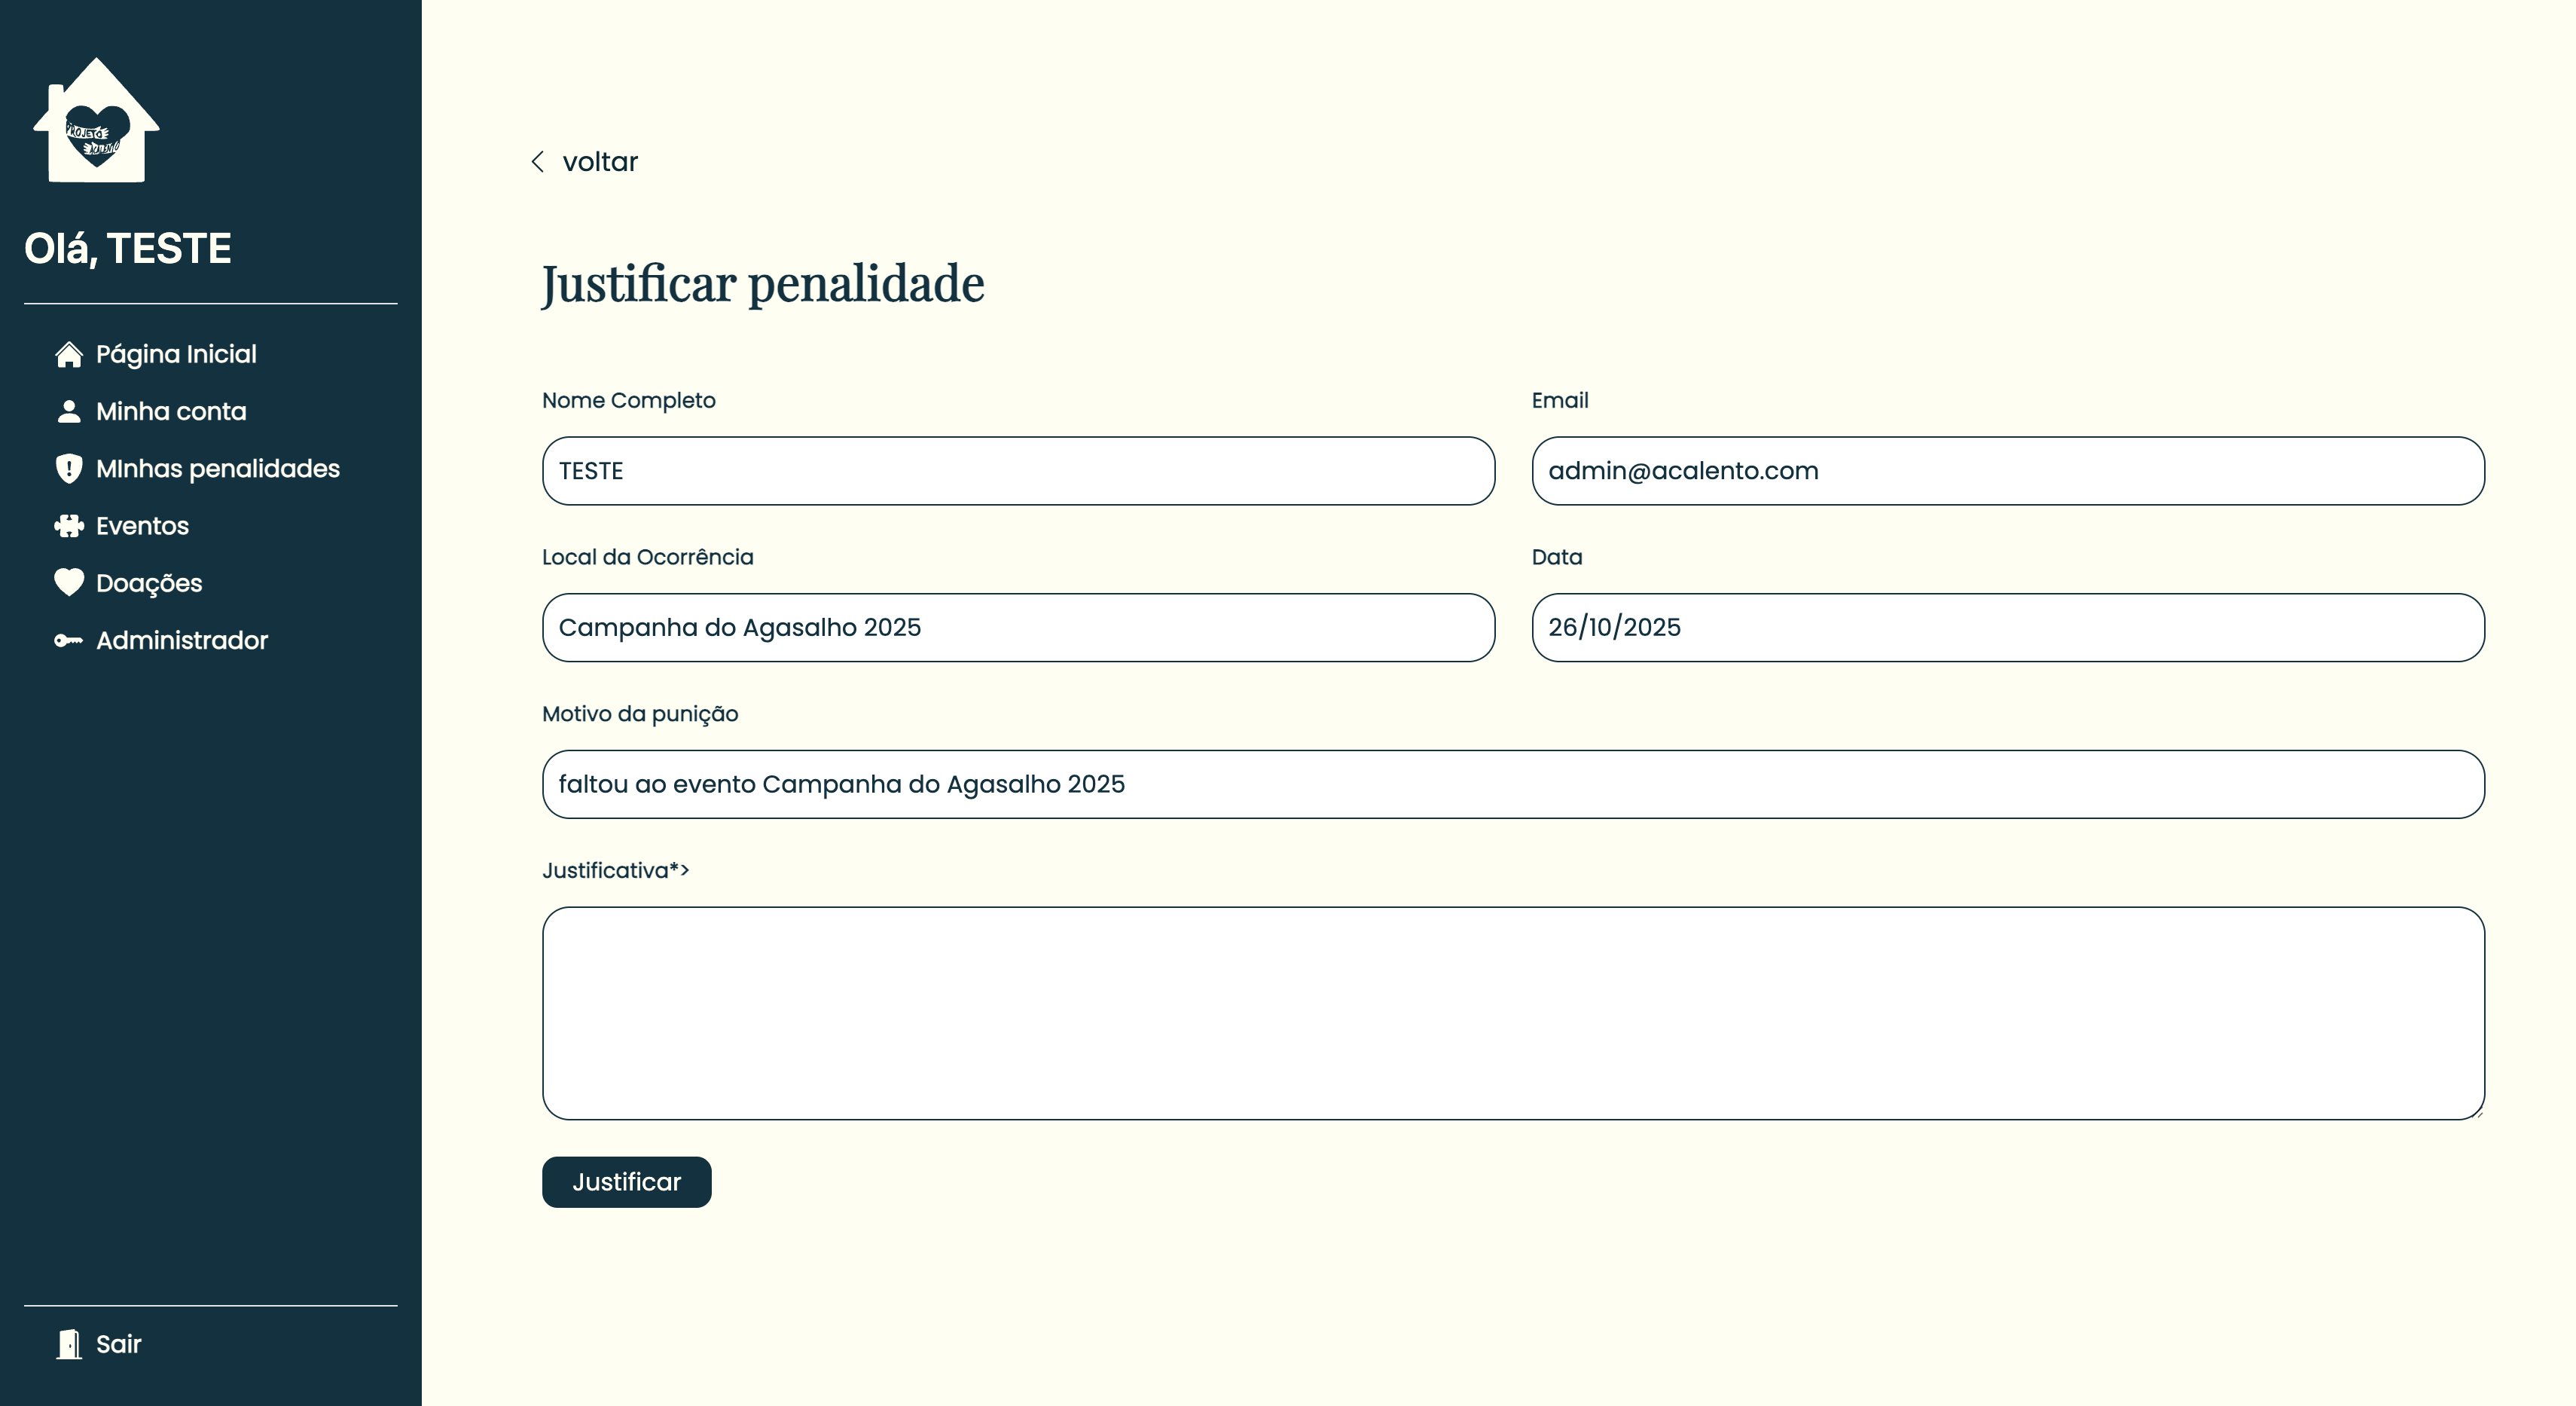 PROJETO
ACALENTO
Olá, TESTE
Página Inicial
Minha conta
MInhas penalidades
Eventos
Doações
Administrador
Sair
voltar
Justificar penalidade
Nome Completo
Email
TESTE
admin@acalento.com
Local da Ocorrência
Data
Campanha do Agasalho 2025
26/10/2025
Motivo da punição
faltou ao evento Campanha do Agasalho 2025
Justificativa*>
Justificar